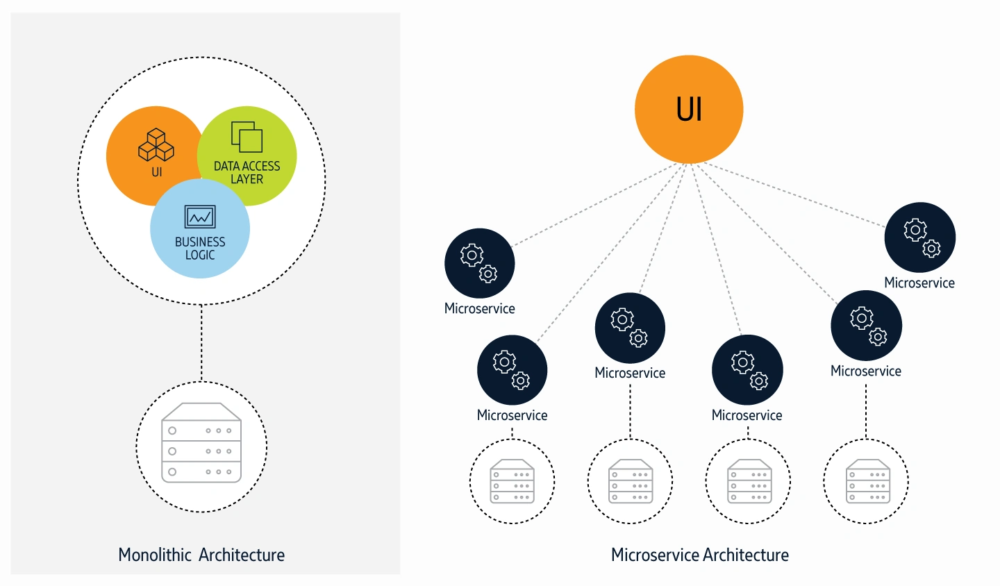 UI
DATA ACCESS
LAYER
BUSINESS
LOGIC
Monolithic Architecture
UI
Microservice
Microservice
Microservice
Microservice
Microservice
Microservice
Microservice Architecture